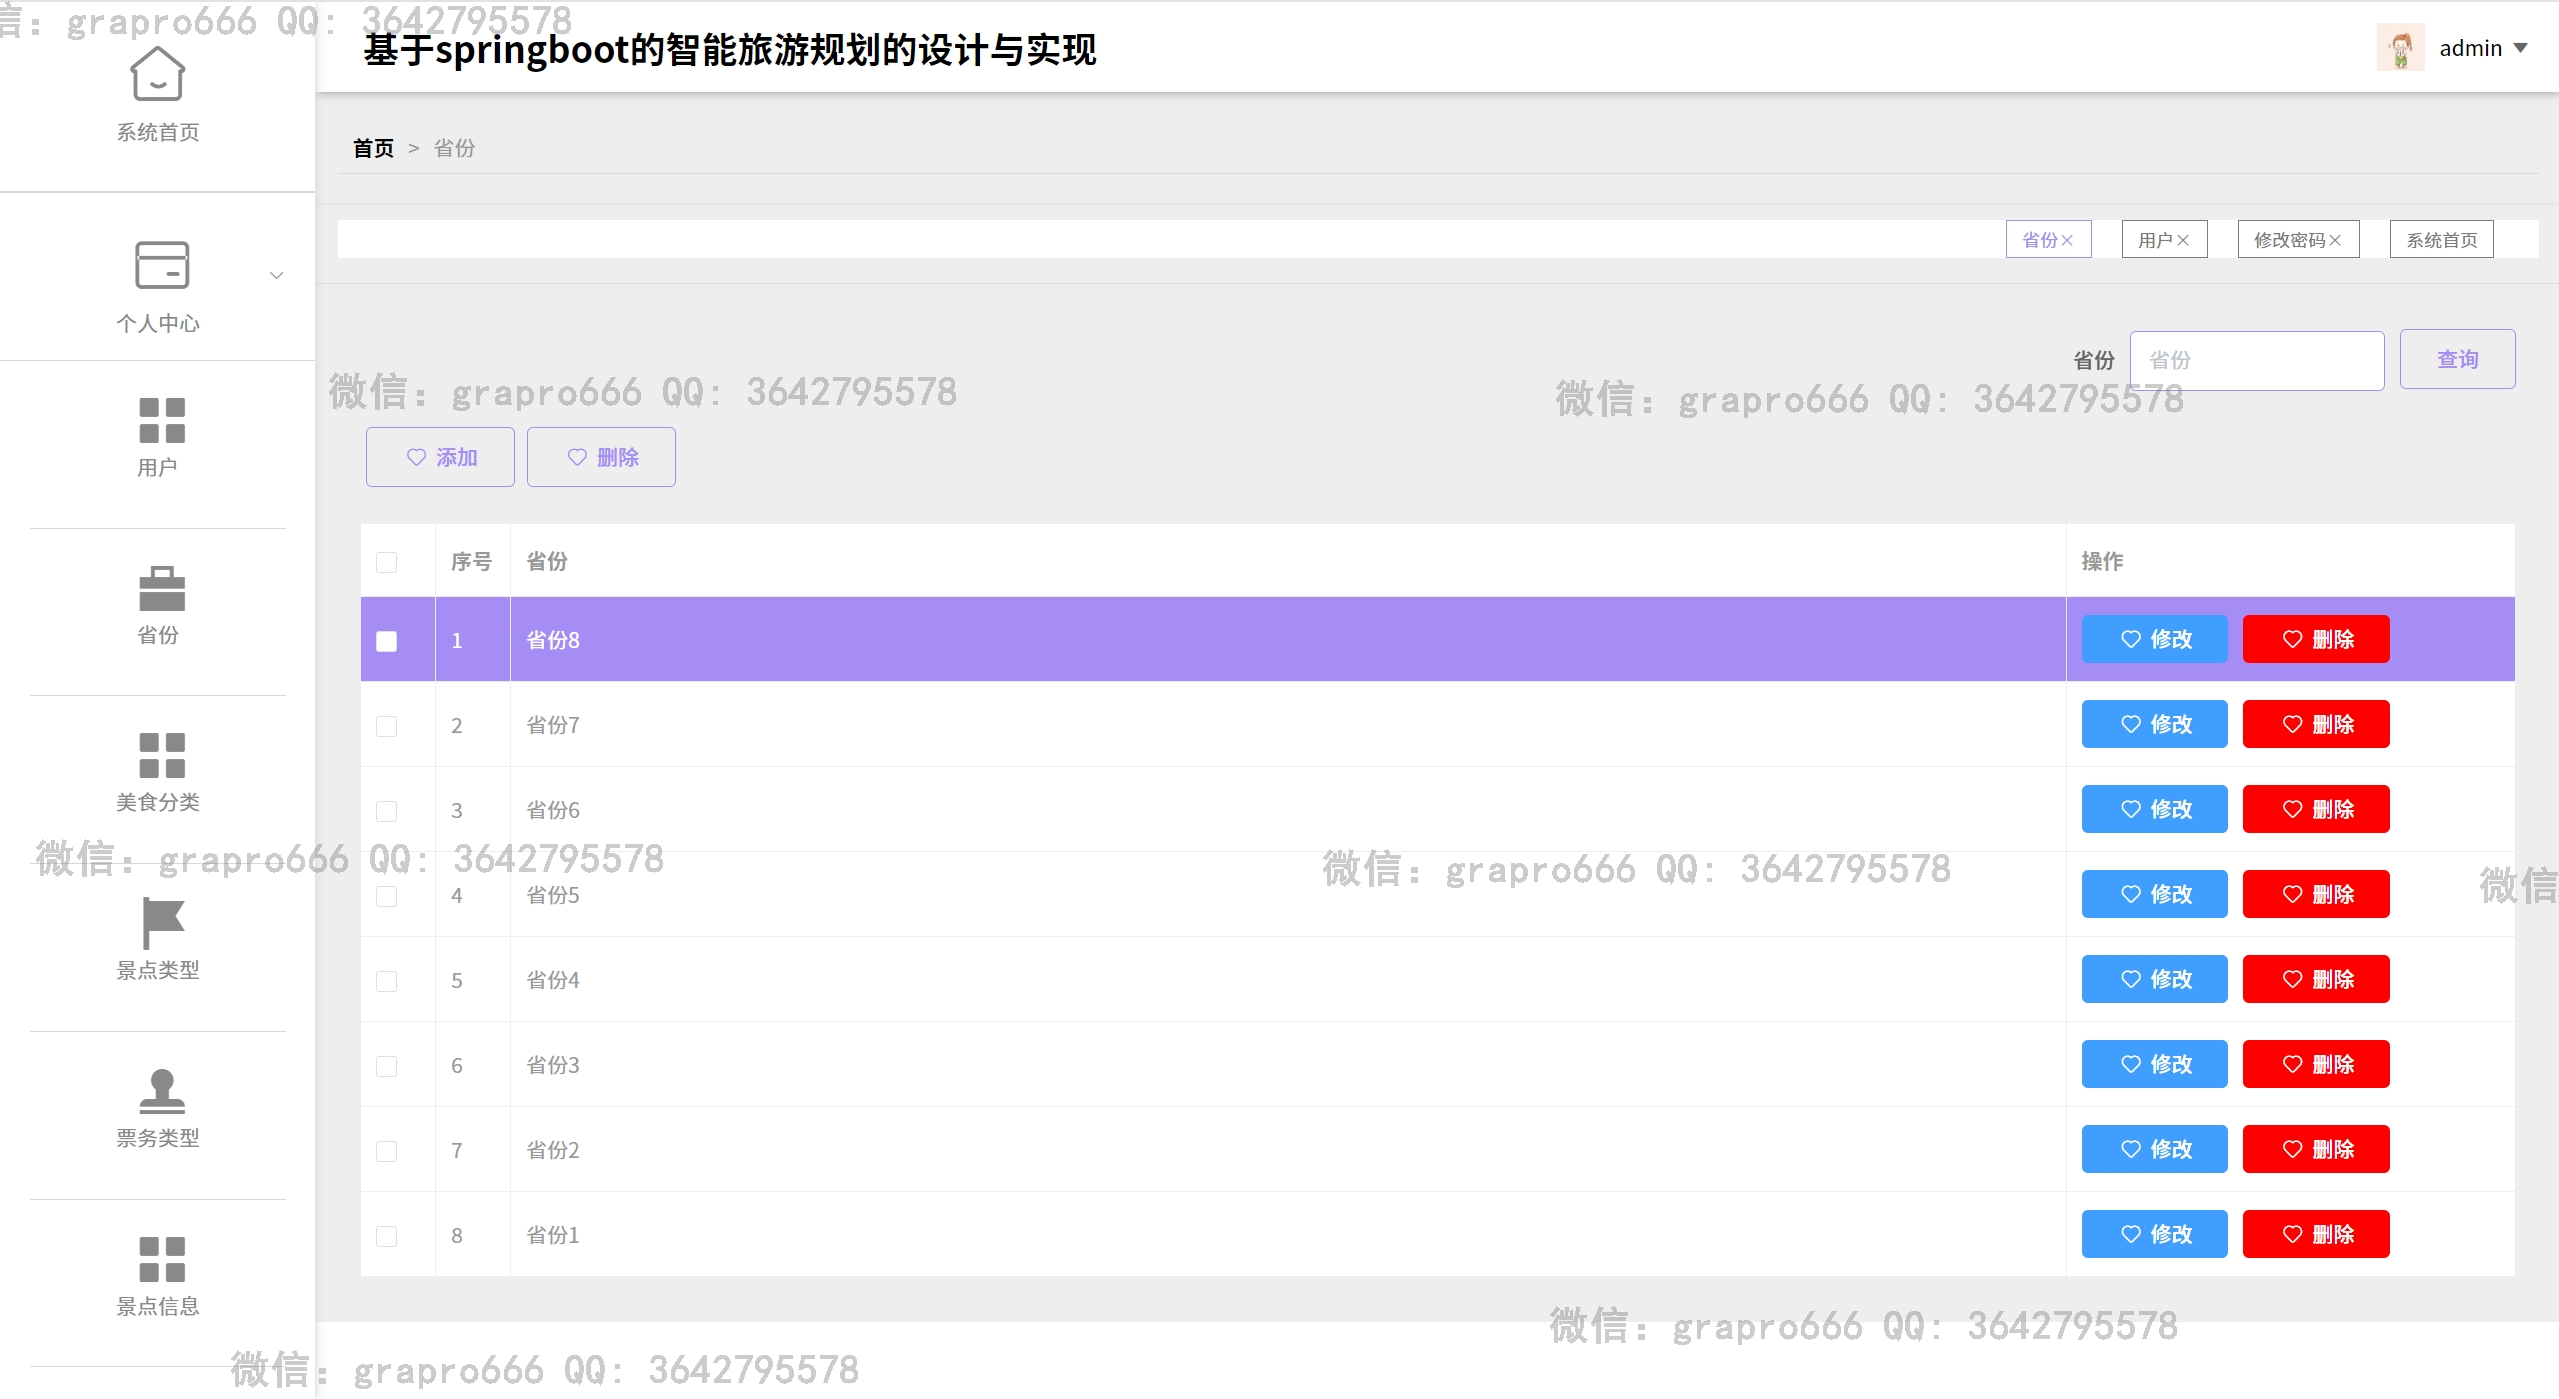 微信：grapro666 QQ：3642795578
基于springboot的智能旅游规划的设计与实现
admin
系统首页
首页 > 省份
省份× 用户× 修改密码× 系统首页
个人中心
省份 省份 查询
微信：grapro666 QQ：3642795578
微信：grapro666 QQ：3642795578
添加 删除
用户
序号 省份 操作
省份
1 省份8 修改 删除
2 省份7 修改 删除
美食分类
3 省份6 修改 删除
微信：grapro666 QQ：3642795578
微信：grapro666 QQ：3642795578
微信
4 省份5 修改 删除
景点类型
5 省份4 修改 删除
6 省份3 修改 删除
票务类型
7 省份2 修改 删除
8 省份1 修改 删除
景点信息
微信：grapro666 QQ：3642795578
微信：grapro666 QQ：3642795578